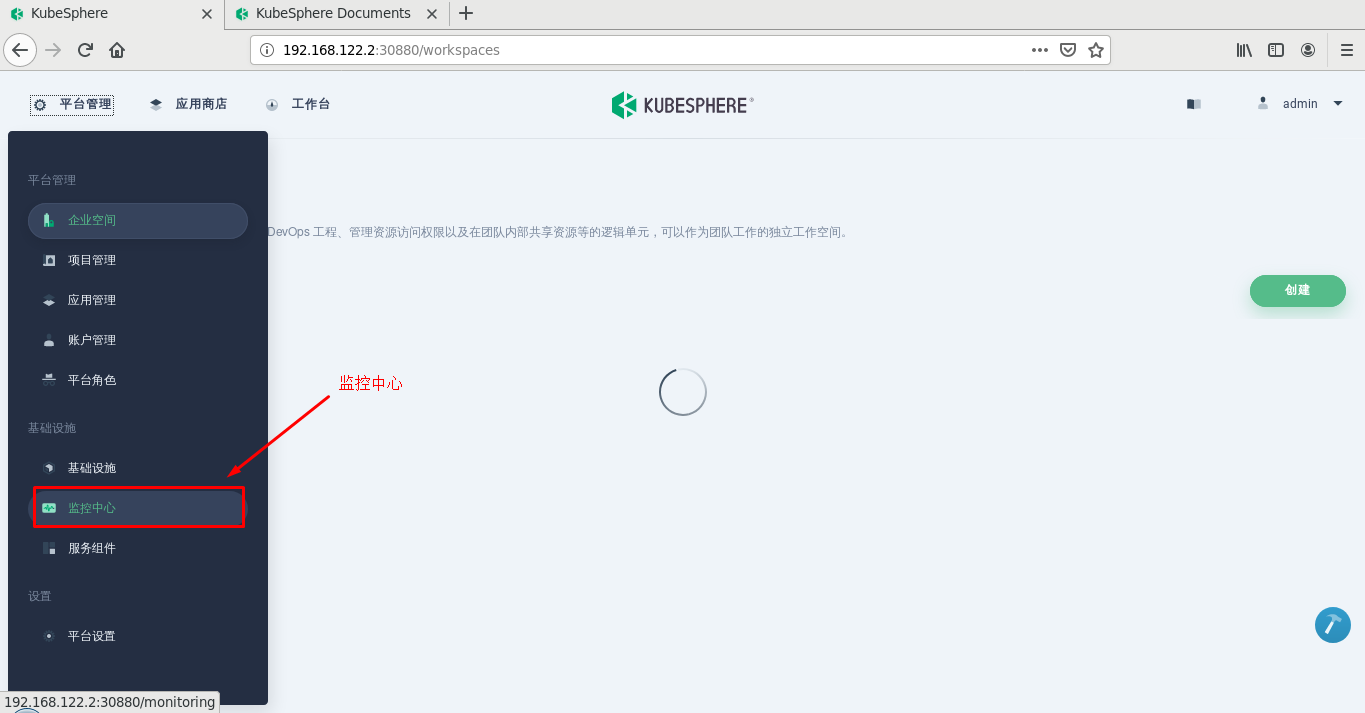 KubeSphere
KubeSphere Documents
192.168.122.2:30880/workspaces
平台管理
应用商店
工作台
KUBESPHERE®
admin
平台管理
企业空间
DevOps 工程、管理资源访问权限以及在团队内部共享资源等的逻辑单元，可以作为团队工作的独立工作空间。
项目管理
创建
应用管理
账户管理
平台角色
监控中心
基础设施
基础设施
监控中心
服务组件
设置
平台设置
192.168.122.2:30880/monitoring